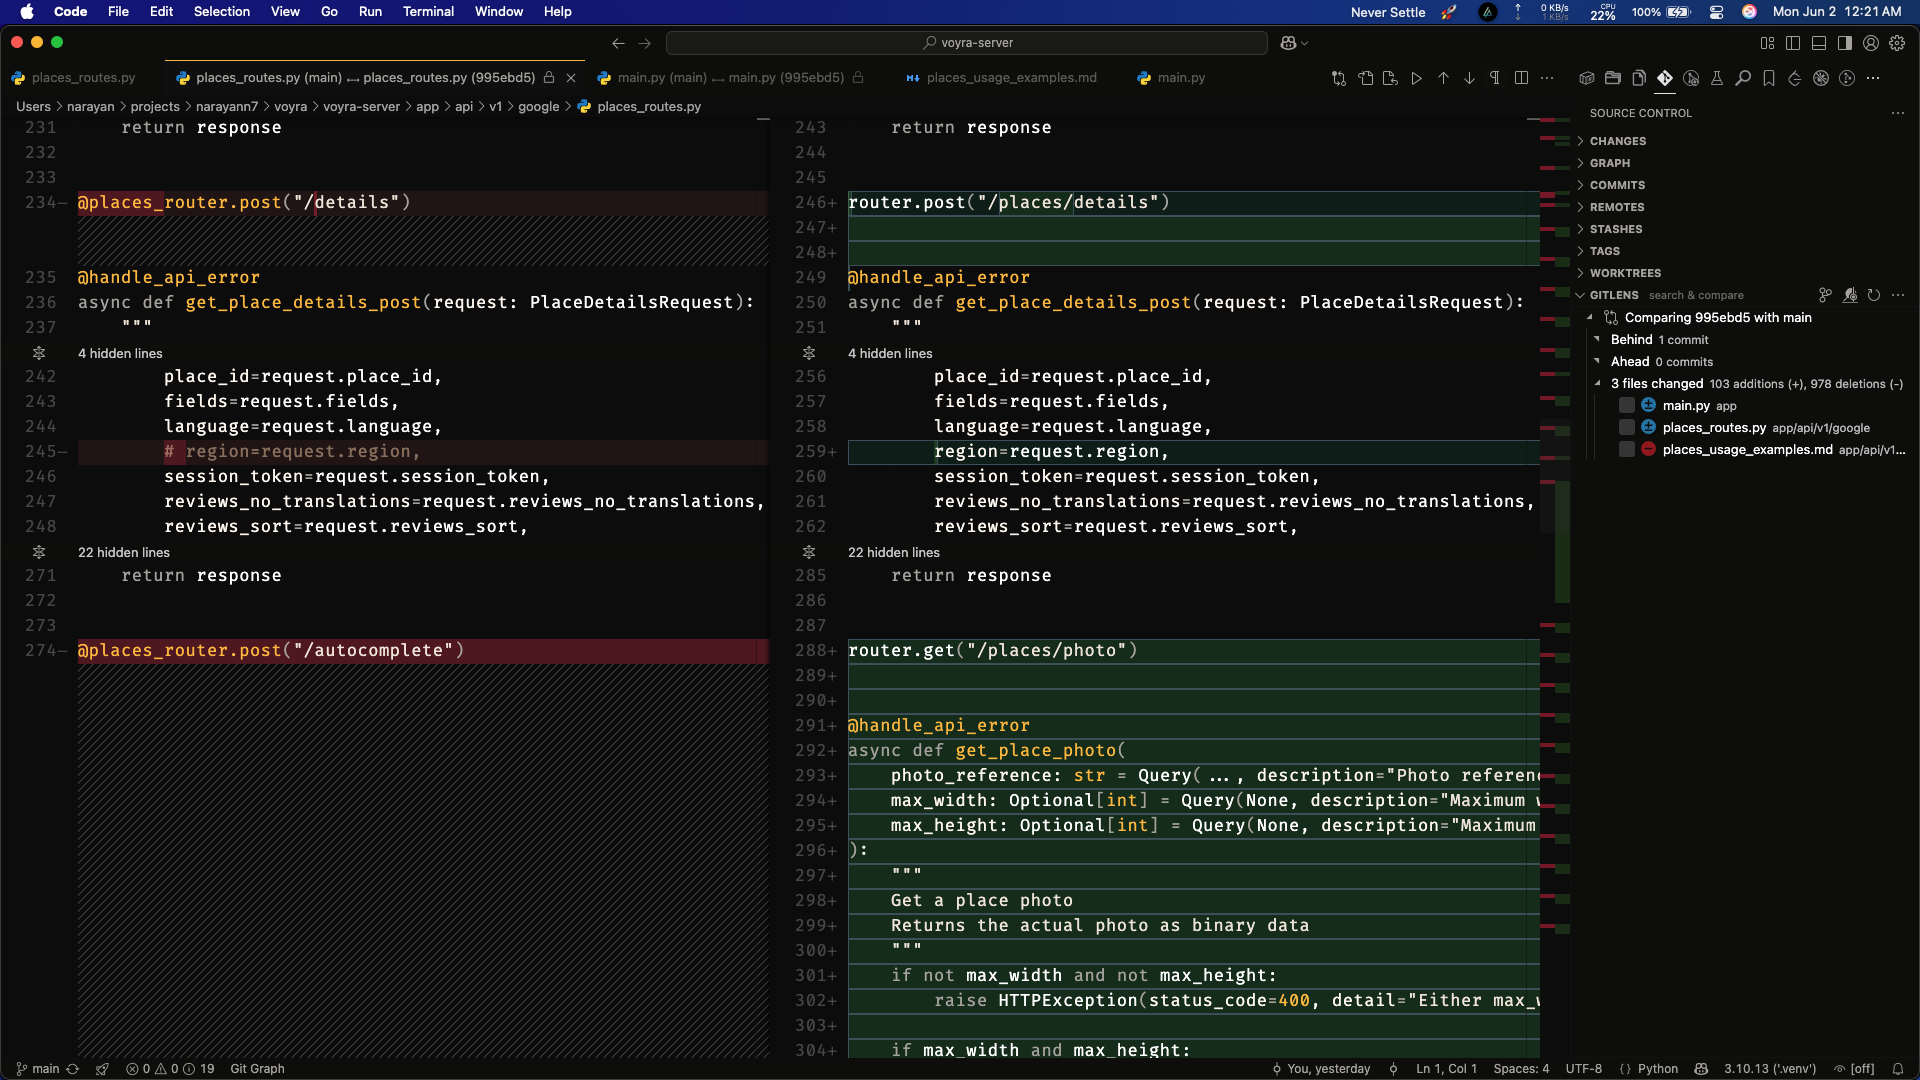 Code File Edit Selection View Go Run Terminal Window Help Never Settle 0 KB/s 1 KB/s CPU 22% 100% Mon Jun 2 12:21 AM
voyra-server
places_routes.py places_routes.py (main) ↔ places_routes.py (995ebd5) main.py (main) ↔ main.py (995ebd5) places_usage_examples.md main.py
Users > narayan > projects > narayann7 > voyra > voyra-server > app > api > v1 > google > places_routes.py
231 return response
232
233
234— @places_router.post("/details")
235 @handle_api_error
236 async def get_place_details_post(request: PlaceDetailsRequest):
237 """
4 hidden lines
242 place_id=request.place_id,
243 fields=request.fields,
244 language=request.language,
245— # region=request.region,
246 session_token=request.session_token,
247 reviews_no_translations=request.reviews_no_translations,
248 reviews_sort=request.reviews_sort,
22 hidden lines
271 return response
272
273
274— @places_router.post("/autocomplete")
243 return response
244
245
246+ router.post("/places/details")
247+
248+
249 @handle_api_error
250 async def get_place_details_post(request: PlaceDetailsRequest):
251 """
4 hidden lines
256 place_id=request.place_id,
257 fields=request.fields,
258 language=request.language,
259+ region=request.region,
260 session_token=request.session_token,
261 reviews_no_translations=request.reviews_no_translations,
262 reviews_sort=request.reviews_sort,
22 hidden lines
285 return response
286
287
288+ router.get("/places/photo")
289+
290+
291+ @handle_api_error
292+ async def get_place_photo(
293+ photo_reference: str = Query(..., description="Photo referen
294+ max_width: Optional[int] = Query(None, description="Maximum
295+ max_height: Optional[int] = Query(None, description="Maximum
296+ ):
297+ """
298+ Get a place photo
299+ Returns the actual photo as binary data
300+ """
301+ if not max_width and not max_height:
302+ raise HTTPException(status_code=400, detail="Either max_
303+
304+ if max_width and max_height:
SOURCE CONTROL
CHANGES
GRAPH
COMMITS
REMOTES
STASHES
TAGS
WORKTREES
GITLENS search & compare
Comparing 995ebd5 with main
Behind 1 commit
Ahead 0 commits
3 files changed 103 additions (+), 978 deletions (-)
main.py app
places_routes.py app/api/v1/google
places_usage_examples.md app/api/v1...
main 0 0 19 Git Graph You, yesterday Ln 1, Col 1 Spaces: 4 UTF-8 {} Python 3.10.13 ('.venv') [off]